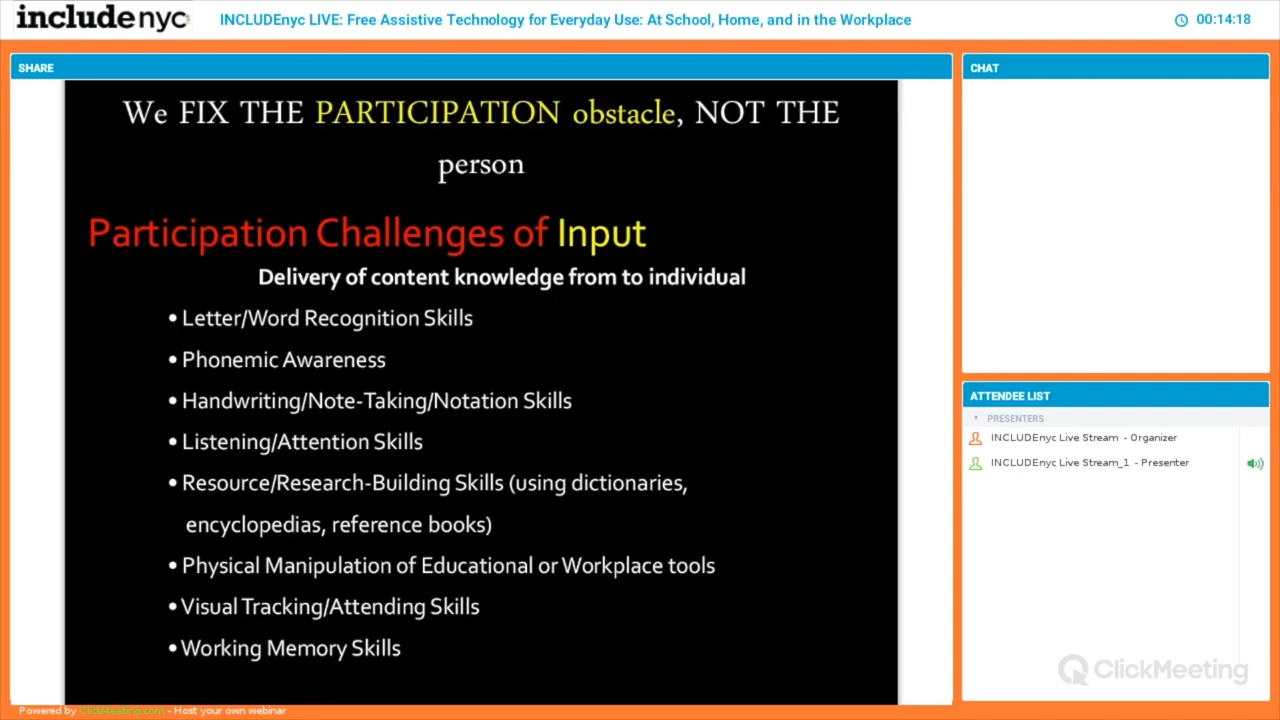 includenyc
INCLUDEnyc LIVE: Free Assistive Technology for Everyday Use: At School, Home, and in the Workplace
00:14:18
SHARE
We FIX THE PARTICIPATION obstacle, NOT THE
person
Participation Challenges of Input
Delivery of content knowledge from to individual
• Letter/Word Recognition Skills
• Phonemic Awareness
• Handwriting/Note-Taking/Notation Skills
• Listening/Attention Skills
• Resource/Research-Building Skills (using dictionaries,
encyclopedias, reference books)
• Physical Manipulation of Educational or Workplace tools
• Visual Tracking/Attending Skills
• Working Memory Skills
CHAT
ATTENDEE LIST
PRESENTERS
INCLUDEnyc Live Stream - Organizer
INCLUDEnyc Live Stream_1 - Presenter
ClickMeeting
Powered by ClickMeeting.com - Host your own webinar